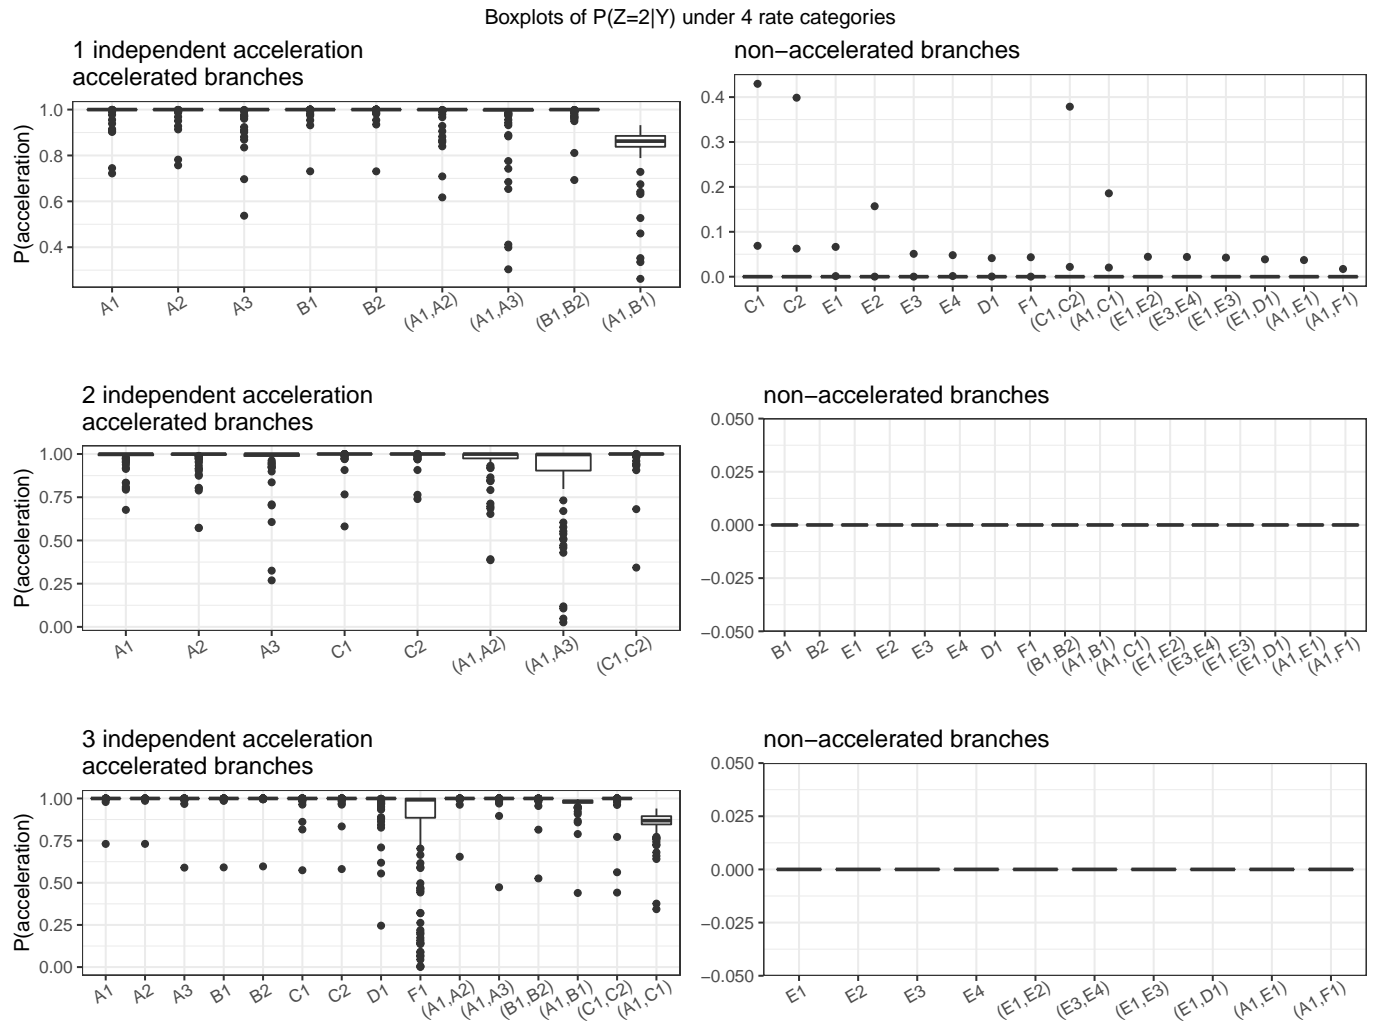 Boxplots of P(Z=2|Y) under 4 rate categories
1 independent acceleration
accelerated branches
P(acceleration)
1.0
0.8
0.6
0.4
A1 A2 A3 B1 B2 (A1,A2) (A1,A3) (B1,B2) (A1,B1)
non−accelerated branches
0.4
0.3
0.2
0.1
0.0
C1 C2 E1 E2 E3 E4 D1 F1 (C1,C2) (A1,C1) (E1,E2) (E3,E4) (E1,E3) (E1,D1) (A1,E1) (A1,F1)
2 independent acceleration
accelerated branches
P(acceleration)
1.00
0.75
0.50
0.25
0.00
A1 A2 A3 C1 C2 (A1,A2) (A1,A3) (C1,C2)
non−accelerated branches
0.050
0.025
0.000
−0.025
−0.050
B1 B2 E1 E2 E3 E4 D1 F1 (B1,B2) (A1,B1) (A1,C1) (E1,E2) (E3,E4) (E1,E3) (E1,D1) (A1,E1) (A1,F1)
3 independent acceleration
accelerated branches
P(acceleration)
1.00
0.75
0.50
0.25
0.00
A1 A2 A3 B1 B2 C1 C2 D1 F1 (A1,A2) (A1,A3) (B1,B2) (A1,B1) (C1,C2) (A1,C1)
non−accelerated branches
0.050
0.025
0.000
−0.025
−0.050
E1 E2 E3 E4 (E1,E2) (E3,E4) (E1,E3) (E1,D1) (A1,E1) (A1,F1)